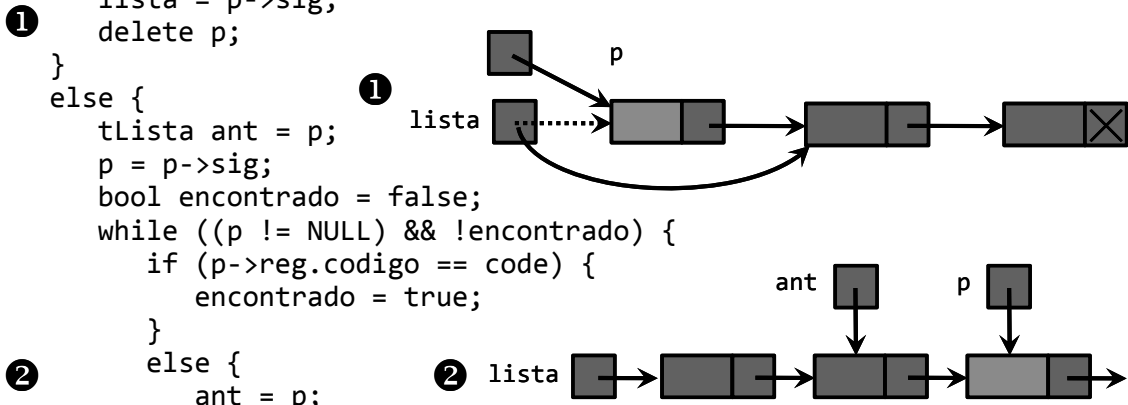 lista = p->sig;
❶ delete p;
}
else {
tLista ant = p;
p = p->sig;
bool encontrado = false;
while ((p != NULL) && !encontrado) {
if (p->reg.codigo == code) {
encontrado = true;
}
❷ else {
ant = p;
p
❶
lista
ant p
❷ lista